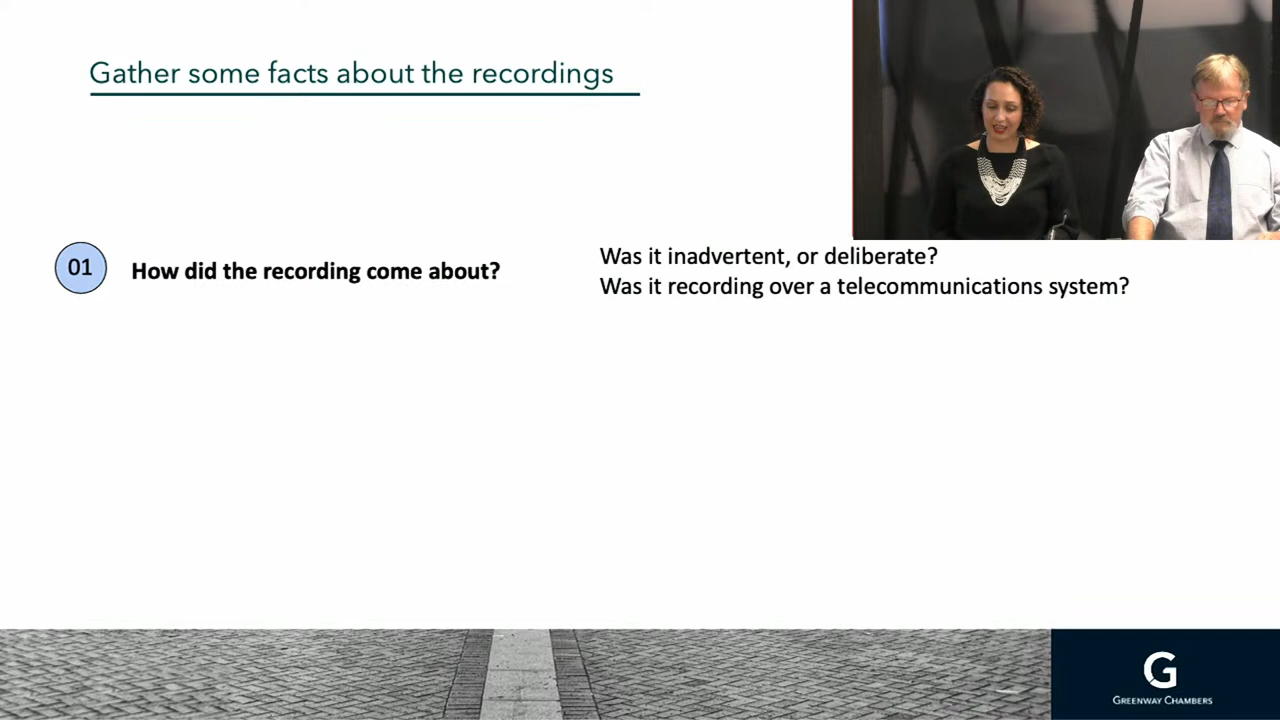 Gather some facts about the recordings
01
How did the recording come about?
Was it inadvertent, or deliberate?
Was it recording over a telecommunications system?
G
GREENWAY CHAMBERS